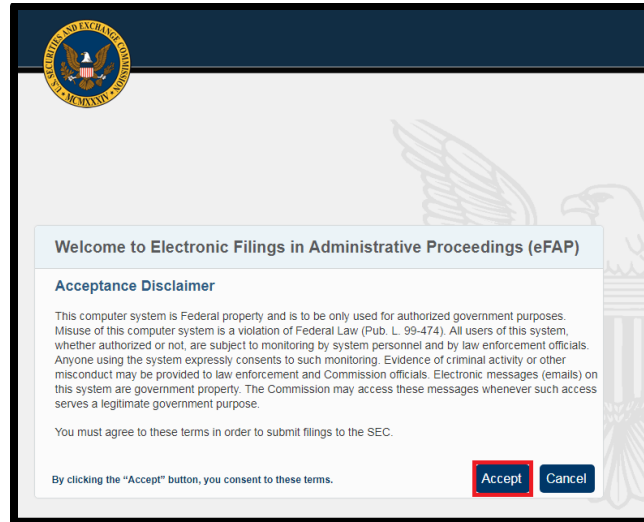 U.S. SECURITIES AND EXCHANGE COMMISSION
MCMXXXIV
Welcome to Electronic Filings in Administrative Proceedings (eFAP)
Acceptance Disclaimer
This computer system is Federal property and is to be only used for authorized government purposes.
Misuse of this computer system is a violation of Federal Law (Pub. L. 99-474). All users of this system,
whether authorized or not, are subject to monitoring by system personnel and by law enforcement officials.
Anyone using the system expressly consents to such monitoring. Evidence of criminal activity or other
misconduct may be provided to law enforcement and Commission officials. Electronic messages (emails) on
this system are government property. The Commission may access these messages whenever such access
serves a legitimate government purpose.
You must agree to these terms in order to submit filings to the SEC.
By clicking the “Accept” button, you consent to these terms.
Accept
Cancel